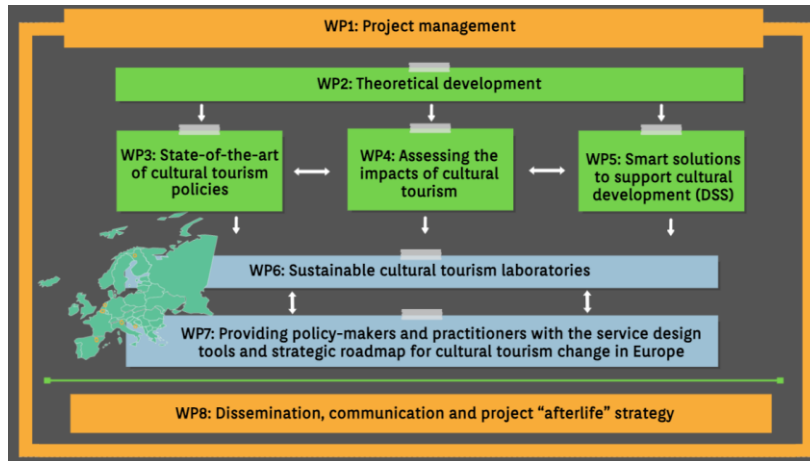 WP1: Project management
WP2: Theoretical development
WP3: State-of-the-art
of cultural tourism
policies
WP4: Assessing the
impacts of cultural
tourism
WP5: Smart solutions
to support cultural
development (DSS)
WP6: Sustainable cultural tourism laboratories
WP7: Providing policy-makers and practitioners with the service design
tools and strategic roadmap for cultural tourism change in Europe
WP8: Dissemination, communication and project “afterlife” strategy